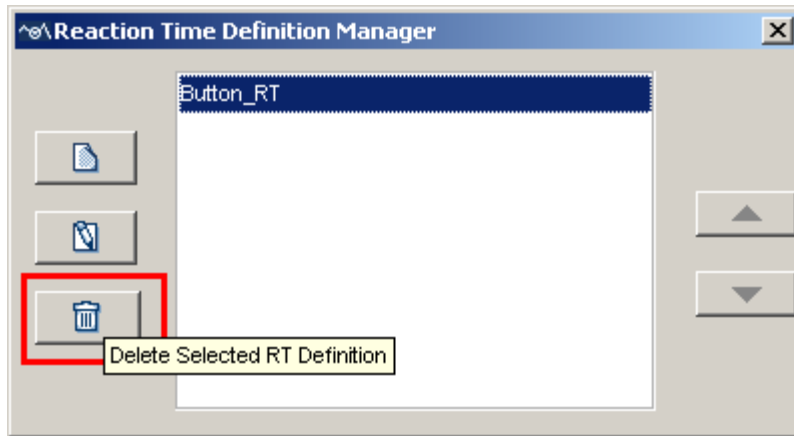 Reaction Time Definition Manager
Button_RT
Delete Selected RT Definition